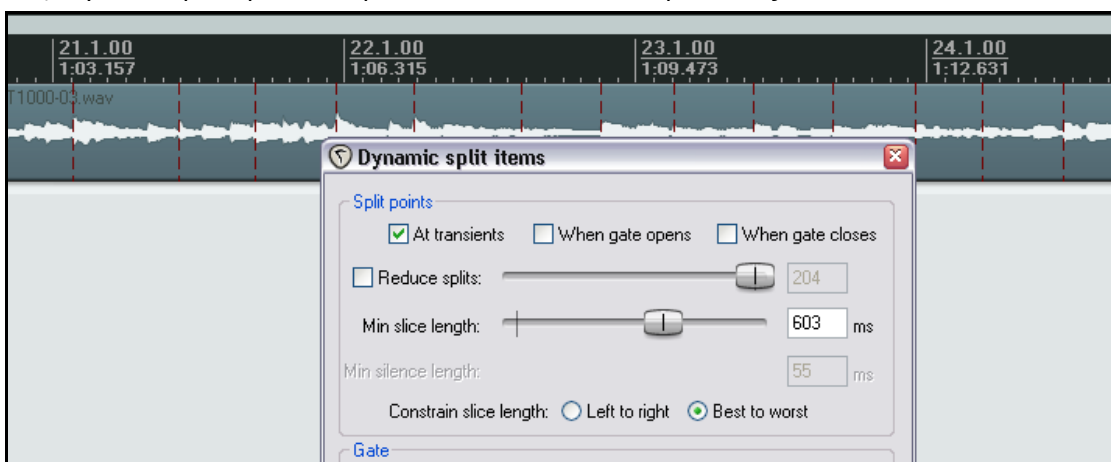 21.1.00 22.1.00 23.1.00 24.1.00
1:03.157 1:06.315 1:09.473 1:12.631
T1000-03.wav
Dynamic split items
Split points
At transients When gate opens When gate closes
Reduce splits: 204
Min slice length: 603 ms
Min silence length: 55 ms
Constrain slice length: Left to right Best to worst
Gate